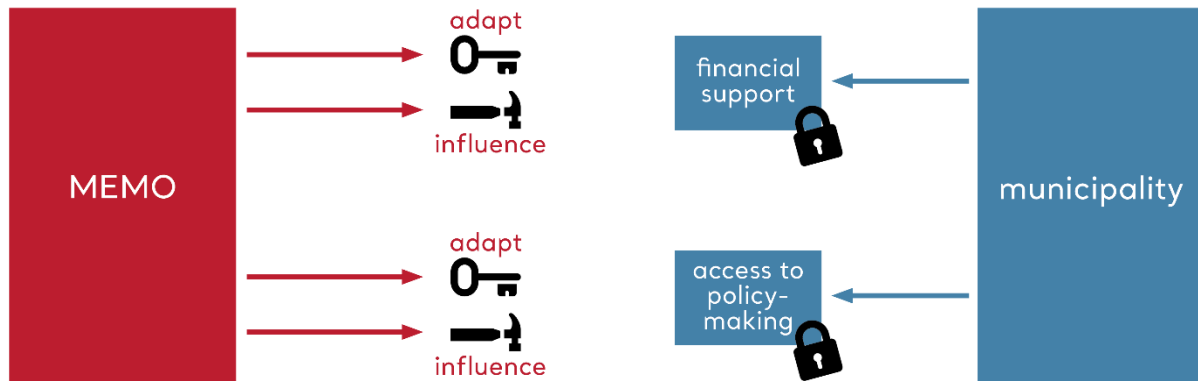 MEMO
adapt
influence
adapt
influence
financial
support
access to
policy-
making
municipality